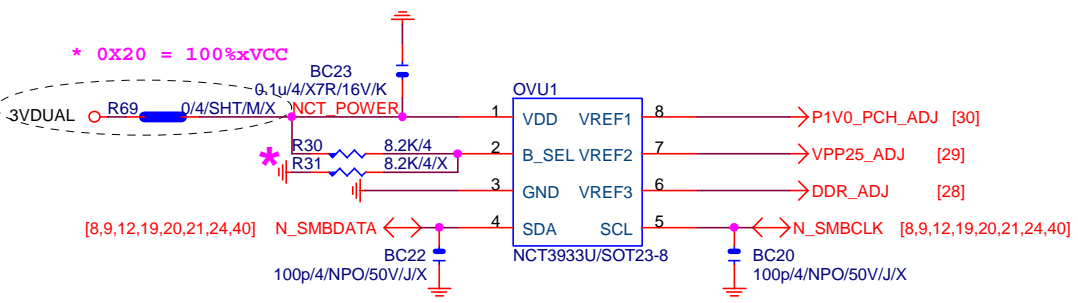 * 0X20 = 100%xVCC
BC23
0.1u/4/X7R/16V/K
OVU1
3VDUAL R69 0/4/SHT/M/X NCT_POWER
1 VDD VREF1 8 P1V0_PCH_ADJ [30]
R30 8.2K/4
2 B_SEL VREF2 7 VPP25_ADJ [29]
* R31 8.2K/4/X
3 GND VREF3 6 DDR_ADJ [28]
[8,9,12,19,20,21,24,40] N_SMBDATA 4 SDA SCL 5 N_SMBCLK [8,9,12,19,20,21,24,40]
BC22 NCT3933U/SOT23-8 BC20
100p/4/NPO/50V/J/X 100p/4/NPO/50V/J/X